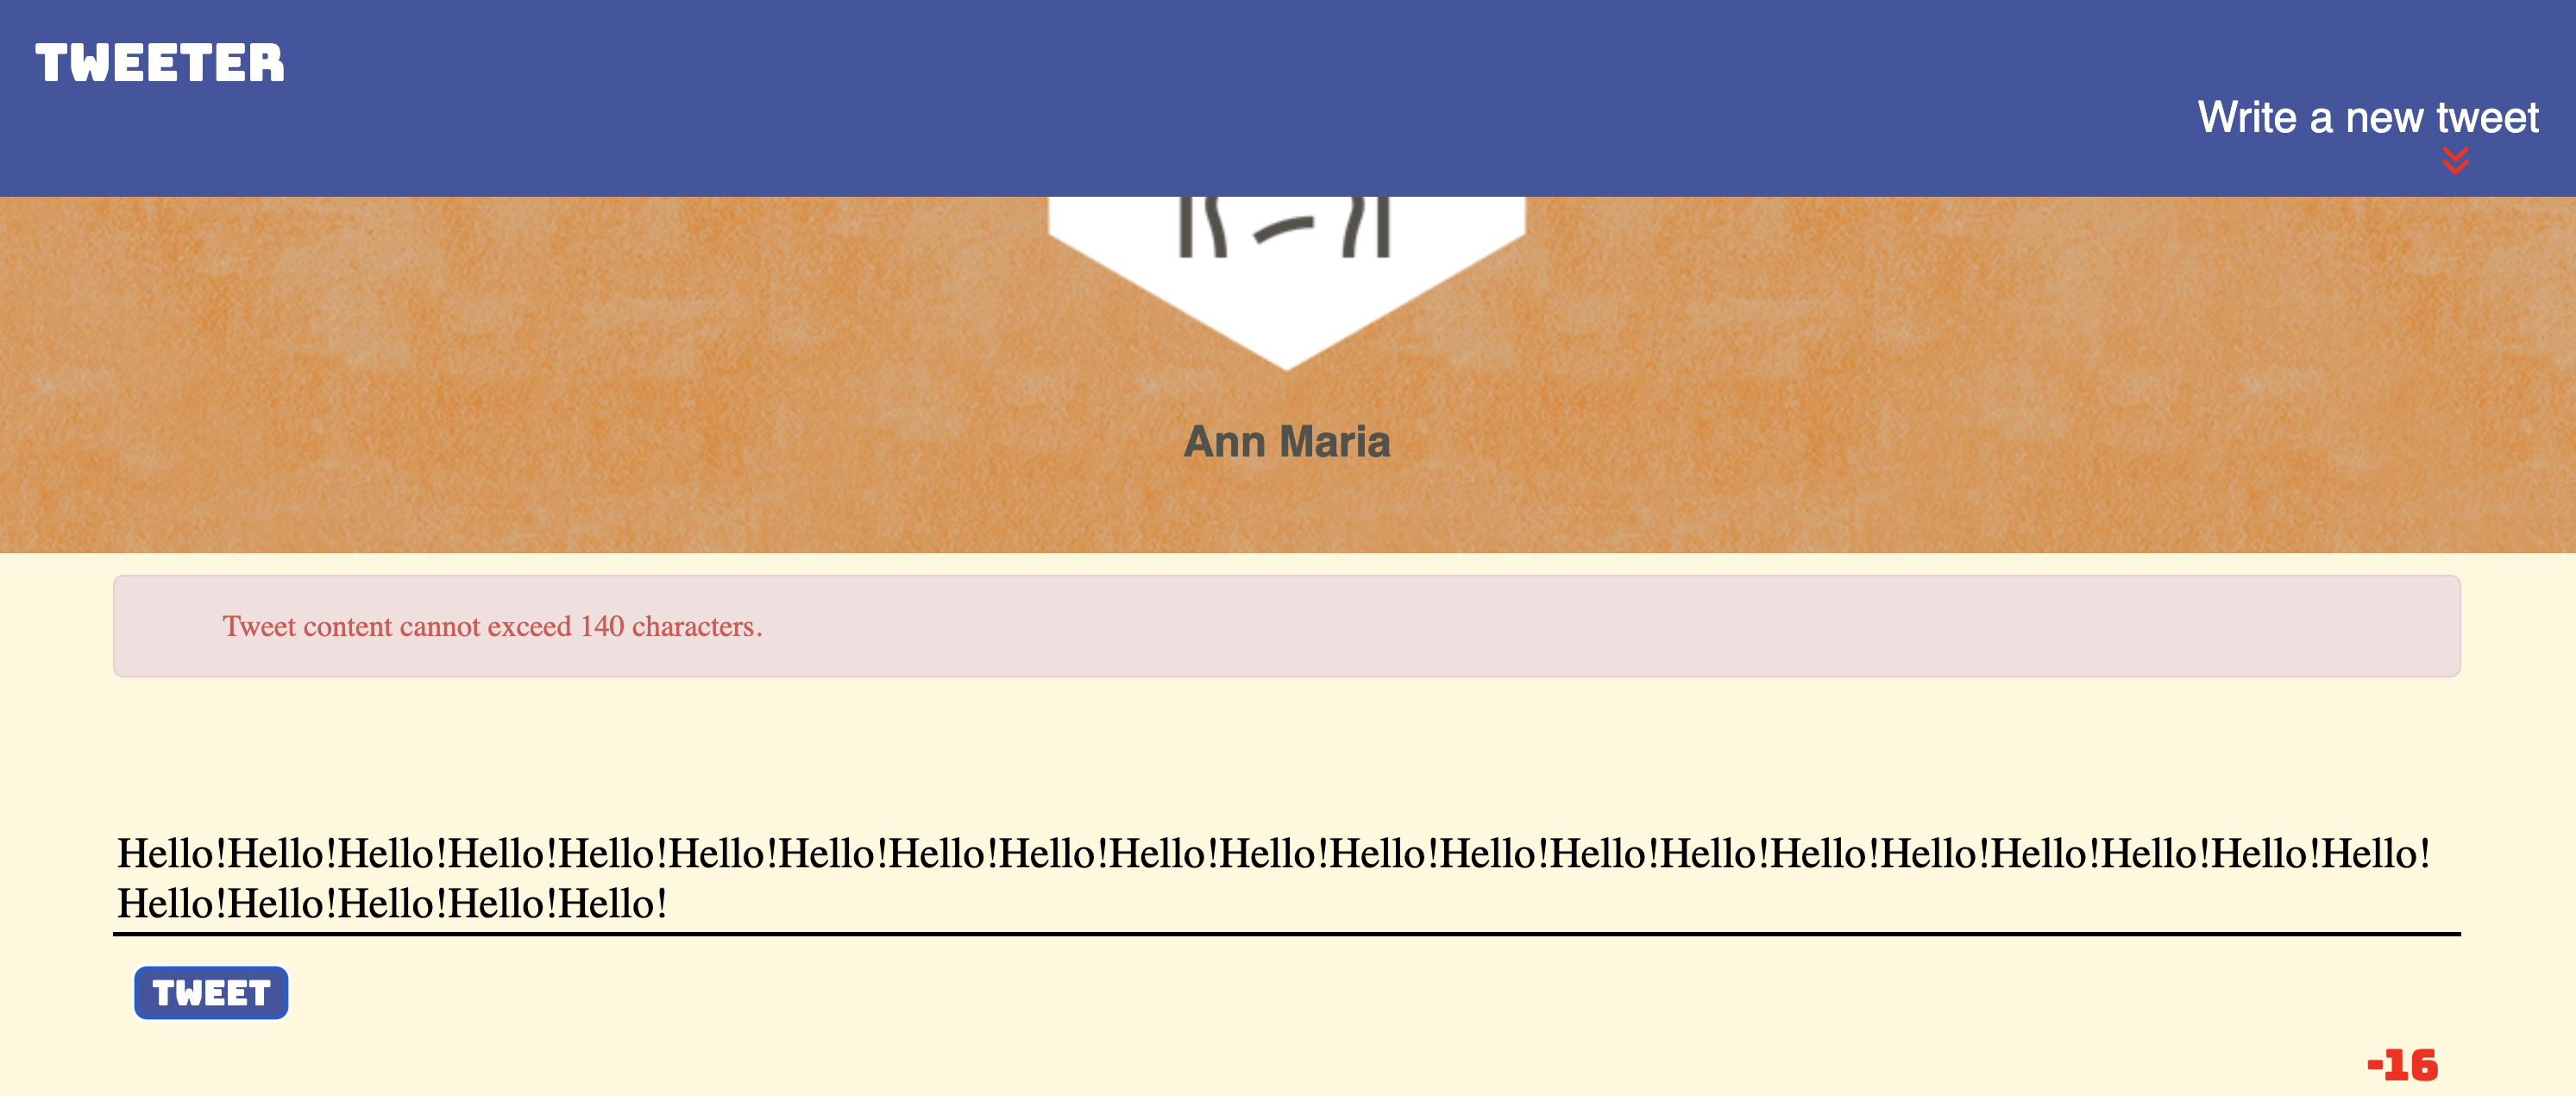 TWEETER
Write a new tweet
Ann Maria
Tweet content cannot exceed 140 characters.
Hello!Hello!Hello!Hello!Hello!Hello!Hello!Hello!Hello!Hello!Hello!Hello!Hello!Hello!Hello!Hello!Hello!Hello!Hello!Hello!Hello!
Hello!Hello!Hello!Hello!Hello!
TWEET
-16